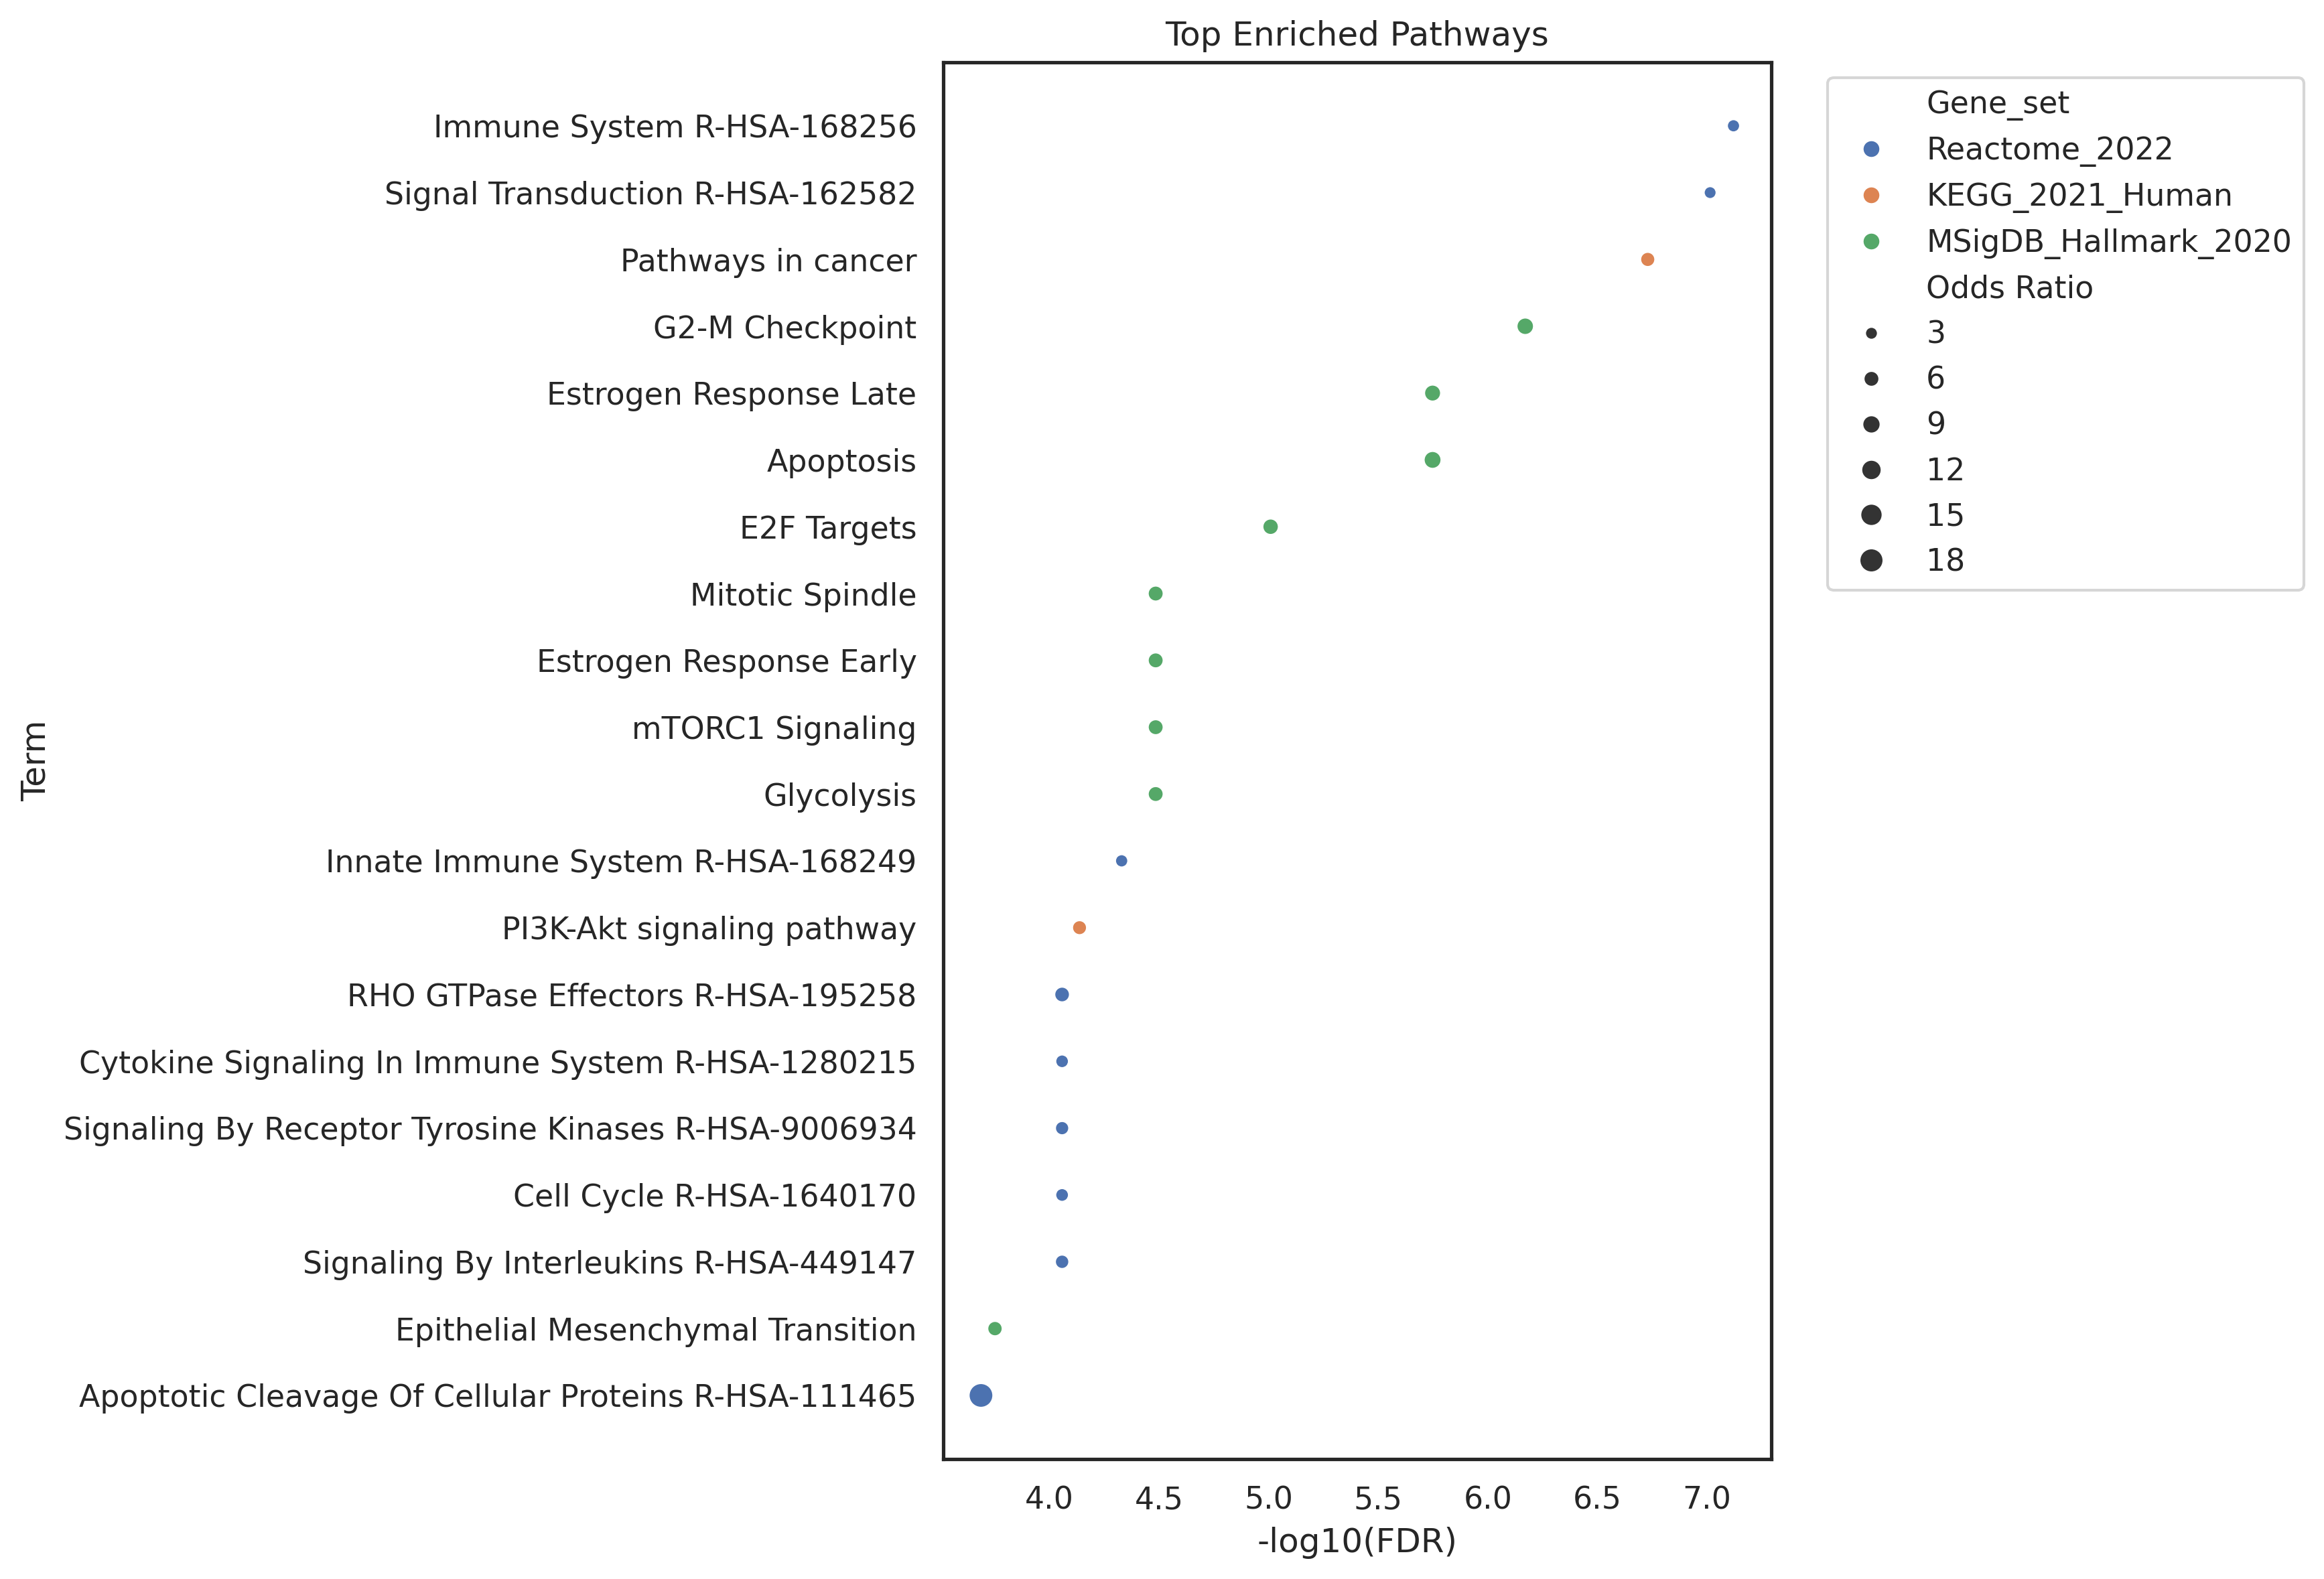 Top Enriched Pathways
Immune System R-HSA-168256
Signal Transduction R-HSA-162582
Pathways in cancer
G2-M Checkpoint
Estrogen Response Late
Apoptosis
E2F Targets
Mitotic Spindle
Estrogen Response Early
mTORC1 Signaling
Glycolysis
Innate Immune System R-HSA-168249
PI3K-Akt signaling pathway
RHO GTPase Effectors R-HSA-195258
Cytokine Signaling In Immune System R-HSA-1280215
Signaling By Receptor Tyrosine Kinases R-HSA-9006934
Cell Cycle R-HSA-1640170
Signaling By Interleukins R-HSA-449147
Epithelial Mesenchymal Transition
Apoptotic Cleavage Of Cellular Proteins R-HSA-111465
Term
4.0 4.5 5.0 5.5 6.0 6.5 7.0
-log10(FDR)
Gene_set
Reactome_2022
KEGG_2021_Human
MSigDB_Hallmark_2020
Odds Ratio
3
6
9
12
15
18